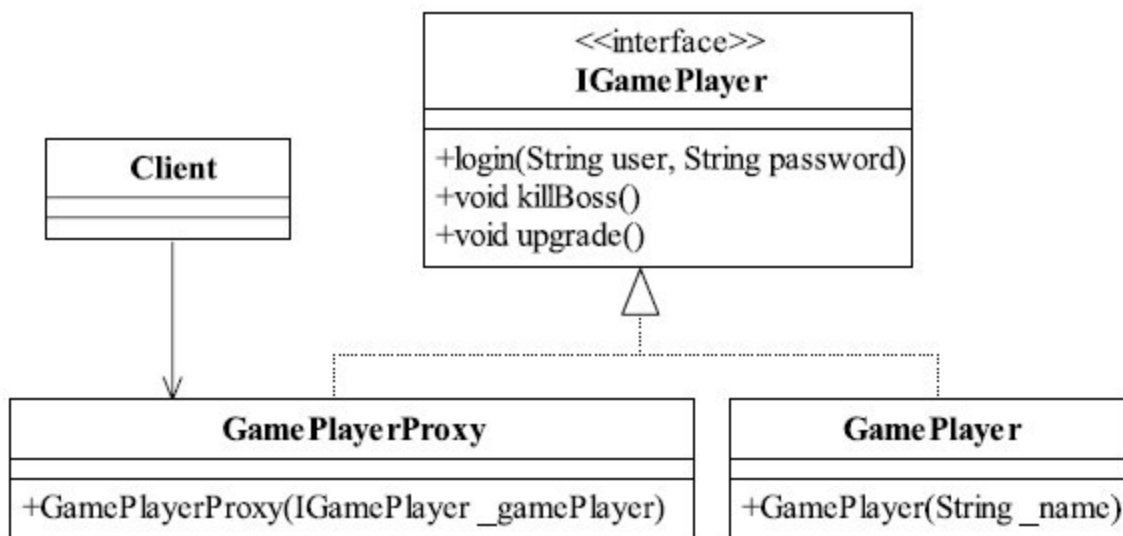 <<interface>>
IGamePlayer
+login(String user, String password)
+void killBoss()
+void upgrade()
Client
GamePlayerProxy
+GamePlayerProxy(IGamePlayer _gamePlayer)
GamePlayer
+GamePlayer(String _name)